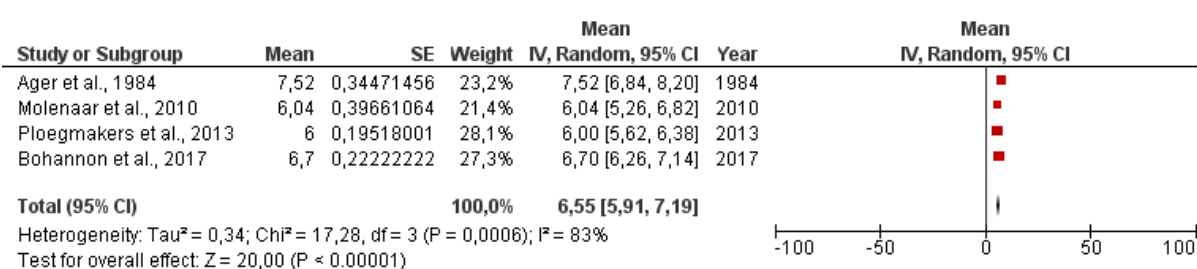 Mean Mean
Study or Subgroup Mean SE Weight IV, Random, 95% CI Year IV, Random, 95% CI
Ager et al., 1984 7,52 0,34471456 23,2% 7,52 [6,84, 8,20] 1984
Molenaar et al., 2010 6,04 0,39661064 21,4% 6,04 [5,26, 6,82] 2010
Ploegmakers et al., 2013 6 0,19518001 28,1% 6,00 [5,62, 6,38] 2013
Bohannon et al., 2017 6,7 0,22222222 27,3% 6,70 [6,26, 7,14] 2017
Total (95% CI) 100,0% 6,55 [5,91, 7,19]
Heterogeneity: Tau² = 0,34; Chi² = 17,28, df = 3 (P = 0,0006); I² = 83%
-100 -50 0 50 100
Test for overall effect: Z = 20,00 (P < 0.00001)